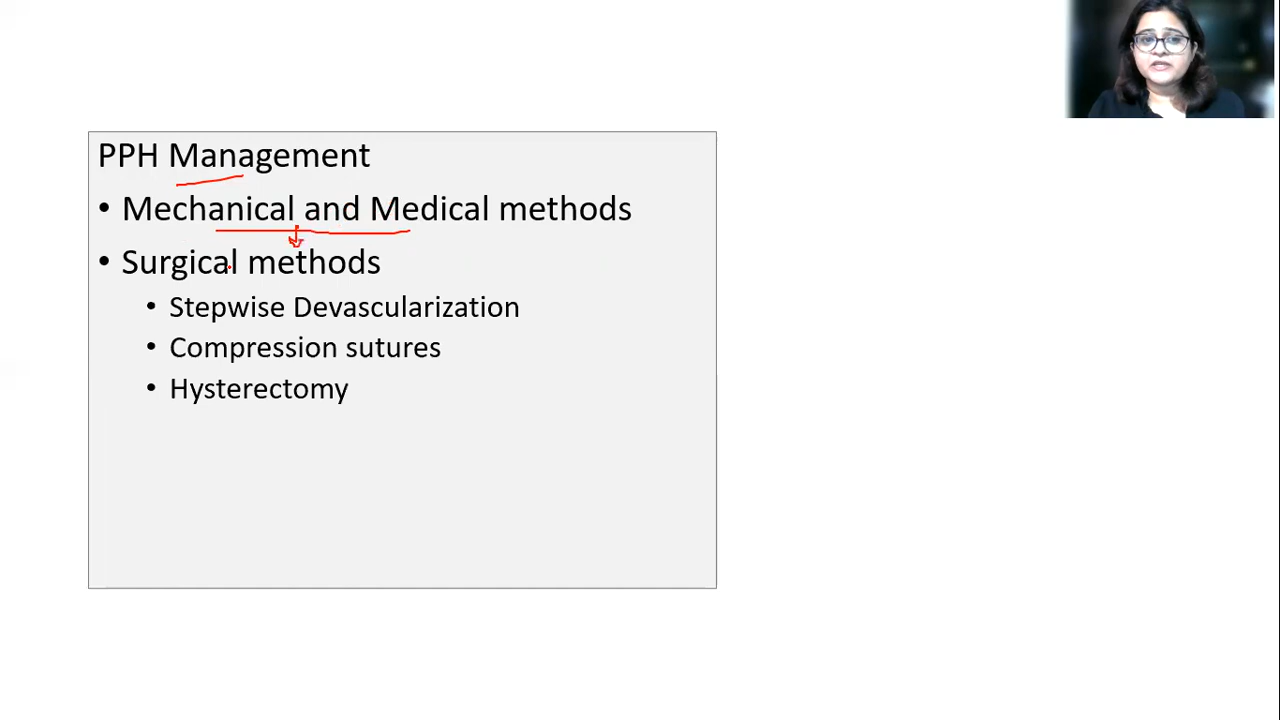 PPH Management
• Mechanical and Medical methods
• Surgical methods
• Stepwise Devascularization
• Compression sutures
• Hysterectomy